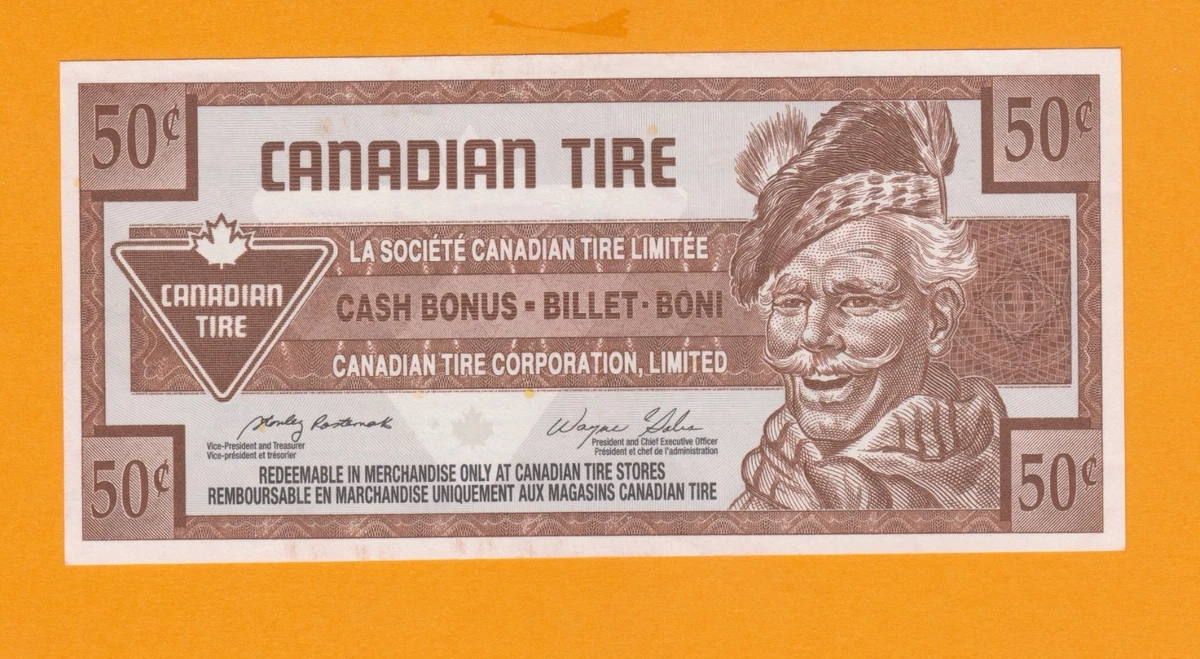 50¢
50¢
CANADIAN TIRE
LA SOCIÉTÉ CANADIAN TIRE LIMITÉE
CANADIAN
TIRE
CASH BONUS - BILLET - BONI
CANADIAN TIRE CORPORATION, LIMITED
Wayne
Vice-President and Treasurer
Vice-président et trésorier
President and Chief Executive Officer
Président et chef de l'administration
REDEEMABLE IN MERCHANDISE ONLY AT CANADIAN TIRE STORES
REMBOURSABLE EN MARCHANDISE UNIQUEMENT AUX MAGASINS CANADIAN TIRE
50¢
50¢